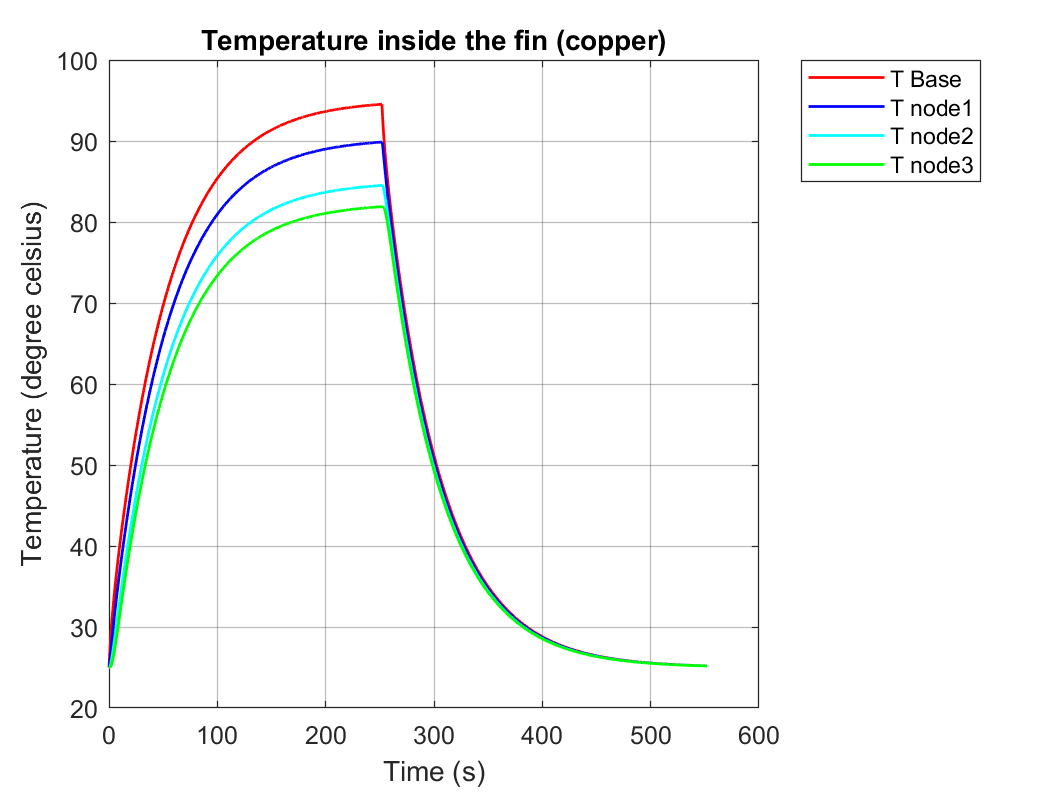 Temperature inside the fin (copper)
100
90
80
70
60
50
40
30
20
Temperature (degree celsius)
0 100 200 300 400 500 600
Time (s)
T Base
T node1
T node2
T node3